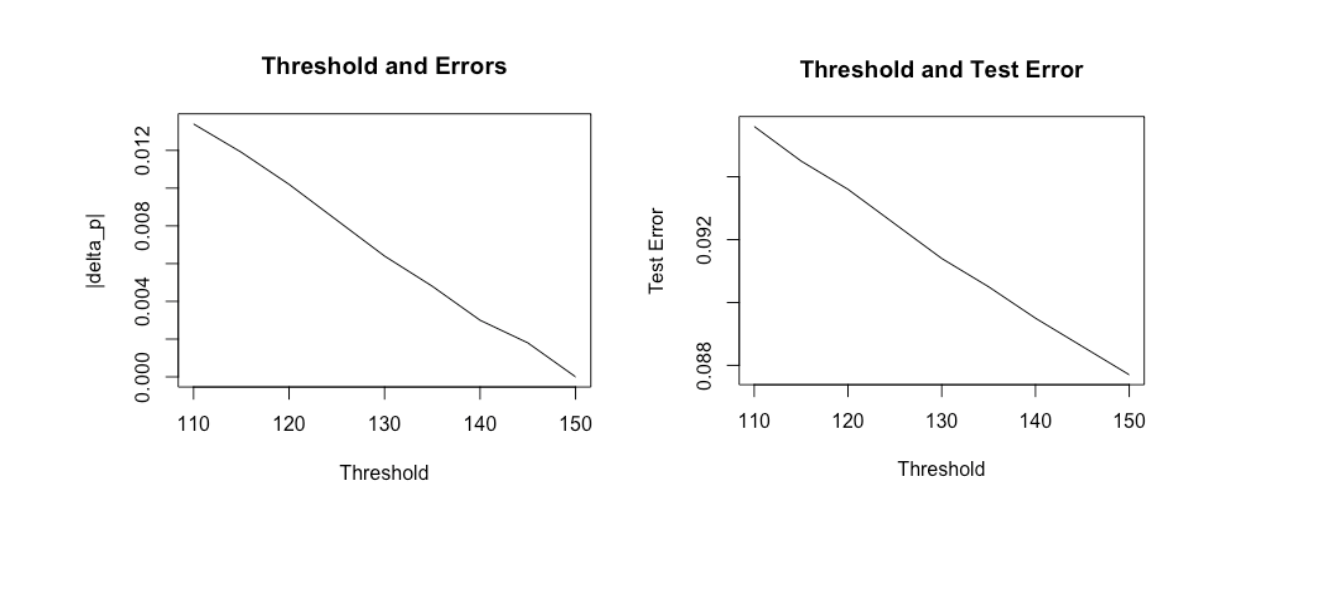 Threshold and Errors
|delta_p|
0.012
0.008
0.004
0.000
110 120 130 140 150
Threshold
Threshold and Test Error
Test Error
0.092
0.088
110 120 130 140 150
Threshold